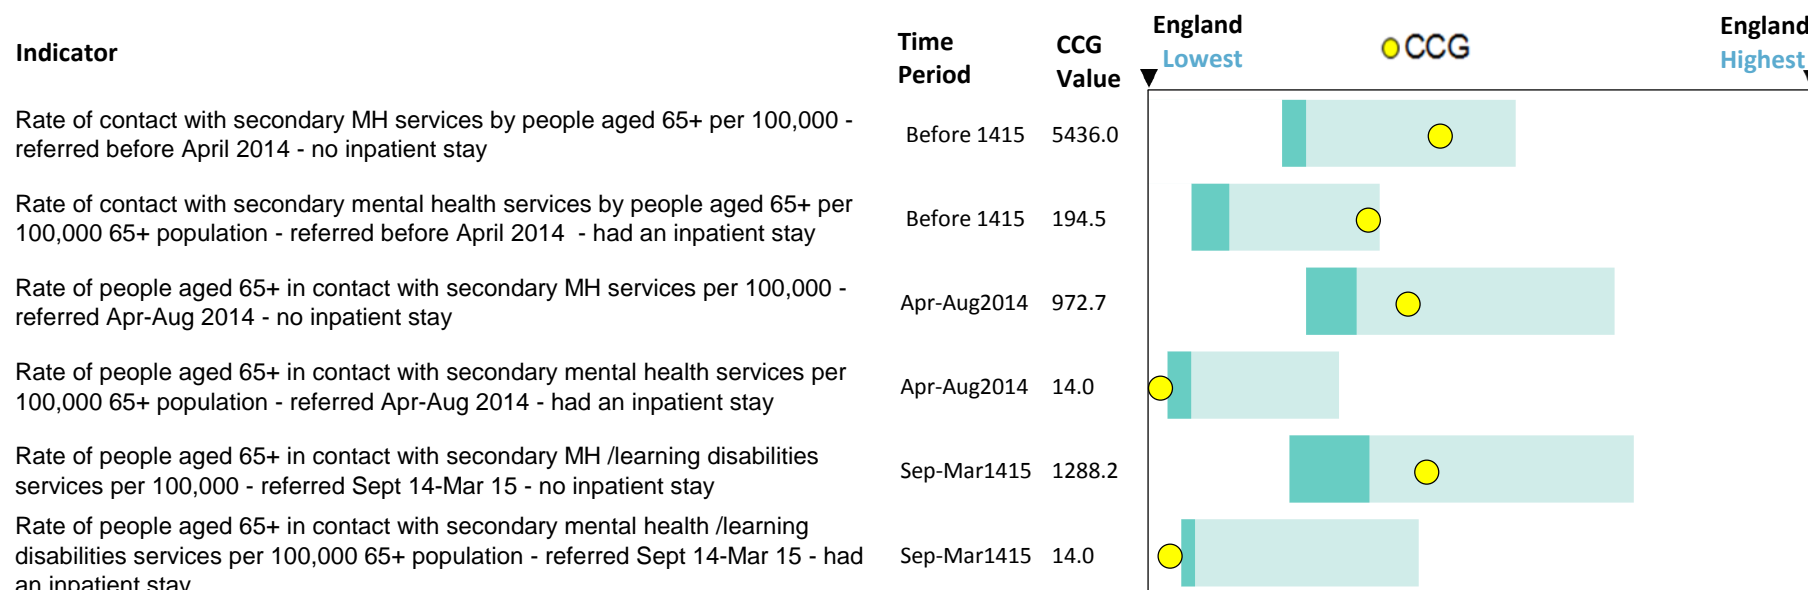 Indicator
Time
Period
CCG
Value
England
Lowest
CCG
England
Highest
Rate of contact with secondary MH services by people aged 65+ per 100,000 -
referred before April 2014 - no inpatient stay
Before 1415
5436.0
Rate of contact with secondary mental health services by people aged 65+ per
100,000 65+ population - referred before April 2014  - had an inpatient stay
Before 1415
194.5
Rate of people aged 65+ in contact with secondary MH services per 100,000 -
referred Apr-Aug 2014 - no inpatient stay
Apr-Aug2014
972.7
Rate of people aged 65+ in contact with secondary mental health services per
100,000 65+ population - referred Apr-Aug 2014 - had an inpatient stay
Apr-Aug2014
14.0
Rate of people aged 65+ in contact with secondary MH /learning disabilities
services per 100,000 - referred Sept 14-Mar 15 - no inpatient stay
Sep-Mar1415
1288.2
Rate of people aged 65+ in contact with secondary mental health /learning
disabilities services per 100,000 65+ population - referred Sept 14-Mar 15 - had
an inpatient stay
Sep-Mar1415
14.0